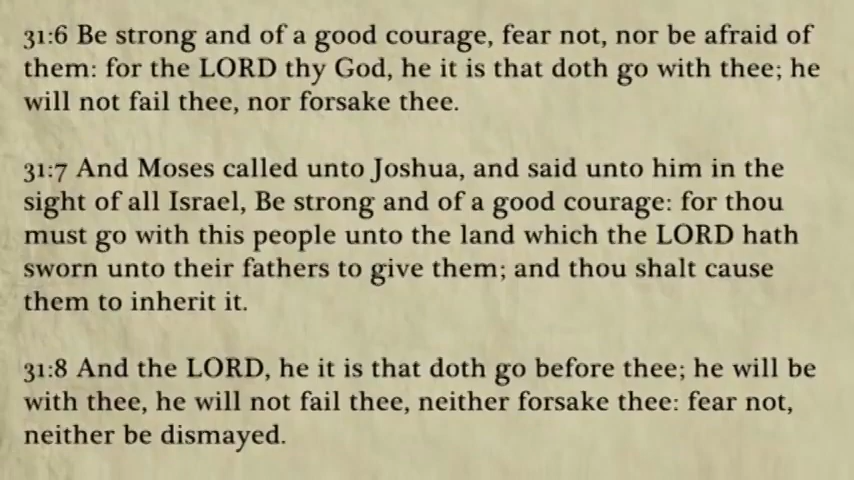 31:6 Be strong and of a good courage, fear not, nor be afraid of
them: for the LORD thy God, he it is that doth go with thee; he
will not fail thee, nor forsake thee.
31:7 And Moses called unto Joshua, and said unto him in the
sight of all Israel, Be strong and of a good courage: for thou
must go with this people unto the land which the LORD hath
sworn unto their fathers to give them; and thou shalt cause
them to inherit it.
31:8 And the LORD, he it is that doth go before thee; he will be
with thee, he will not fail thee, neither forsake thee: fear not,
neither be dismayed.